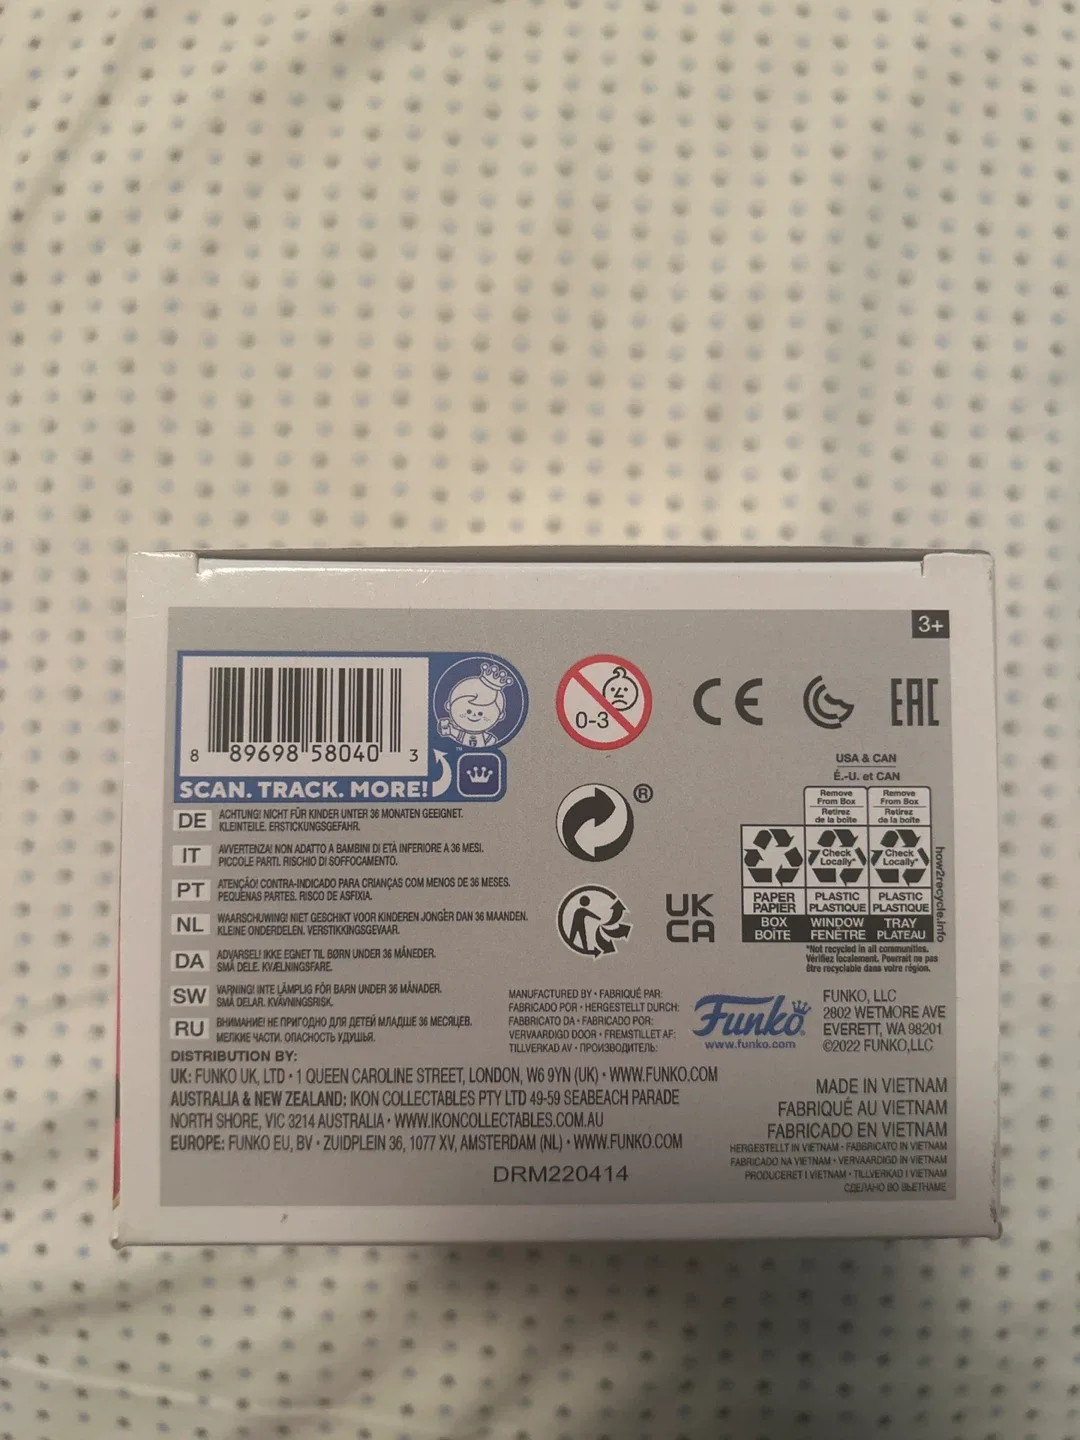 3+
8 89698 58040 3
SCAN. TRACK. MORE!
™
0-3
CE
EAC
®
UK
CA
USA & CAN
É.-U. et CAN
Remove
From Box
Retirez
de la boîte
Remove
From Box
Retirez
de la boîte
Check
Locally*
Check
Locally*
PAPER
PAPIER
PLASTIC
PLASTIQUE
PLASTIC
PLASTIQUE
BOX
BOÎTE
WINDOW
FENÊTRE
TRAY
PLATEAU
how2recycle.info
*Not recycled in all communities.
Vérifiez localement. Pourrait ne pas
être recyclable dans votre région.
DE ACHTUNG! NICHT FÜR KINDER UNTER 36 MONATEN GEEIGNET.
KLEINTEILE. ERSTICKUNGSGEFAHR.
IT AVVERTENZA! NON ADATTO A BAMBINI DI ETÀ INFERIORE A 36 MESI.
PICCOLE PARTI. RISCHIO DI SOFFOCAMENTO.
PT ATENÇÃO! CONTRA-INDICADO PARA CRIANÇAS COM MENOS DE 36 MESES.
PEQUENAS PARTES. RISCO DE ASFIXIA.
NL WAARSCHUWING! NIET GESCHIKT VOOR KINDEREN JONGER DAN 36 MAANDEN.
KLEINE ONDERDELEN. VERSTIKKINGSGEVAAR.
DA ADVARSEL! IKKE EGNET TIL BØRN UNDER 36 MÅNEDER.
SMÅ DELE. KVÆLNINGSFARE.
SW VARNING! INTE LÄMPLIG FÖR BARN UNDER 36 MÅNADER.
SMÅ DELAR. KVÄVNINGSRISK.
RU ВНИМАНИЕ! НЕ ПРИГОДНО ДЛЯ ДЕТЕЙ МЛАДШЕ 36 МЕСЯЦЕВ.
МЕЛКИЕ ЧАСТИ. ОПАСНОСТЬ УДУШЬЯ.
MANUFACTURED BY • FABRIQUÉ PAR:
FABRICADO POR • HERGESTELLT DURCH:
FABBRICATO DA • FABRICADO POR:
VERVAARDIGD DOOR • FREMSTILLET AF:
TILLVERKAD AV • ПРОИЗВОДИТЕЛЬ:
Funko
www.funko.com
FUNKO, LLC
2802 WETMORE AVE
EVERETT, WA 98201
©2022 FUNKO,LLC
DISTRIBUTION BY:
UK: FUNKO UK, LTD • 1 QUEEN CAROLINE STREET, LONDON, W6 9YN (UK) • WWW.FUNKO.COM
AUSTRALIA & NEW ZEALAND: IKON COLLECTABLES PTY LTD 49-59 SEABEACH PARADE
NORTH SHORE, VIC 3214 AUSTRALIA • WWW.IKONCOLLECTABLES.COM.AU
EUROPE: FUNKO EU, BV • ZUIDPLEIN 36, 1077 XV, AMSTERDAM (NL) • WWW.FUNKO.COM
DRM220414
MADE IN VIETNAM
FABRIQUÉ AU VIETNAM
FABRICADO EN VIETNAM
HERGESTELLT IN VIETNAM • FABBRICATO IN VIETNAM
FABRICADO NA VIETNAM • VERVAARDIGD IN VIETNAM
PRODUCERET I VIETNAM • TILLVERKAD I VIETNAM
СДЕЛАНО ВО ВЬЕТНАМЕ